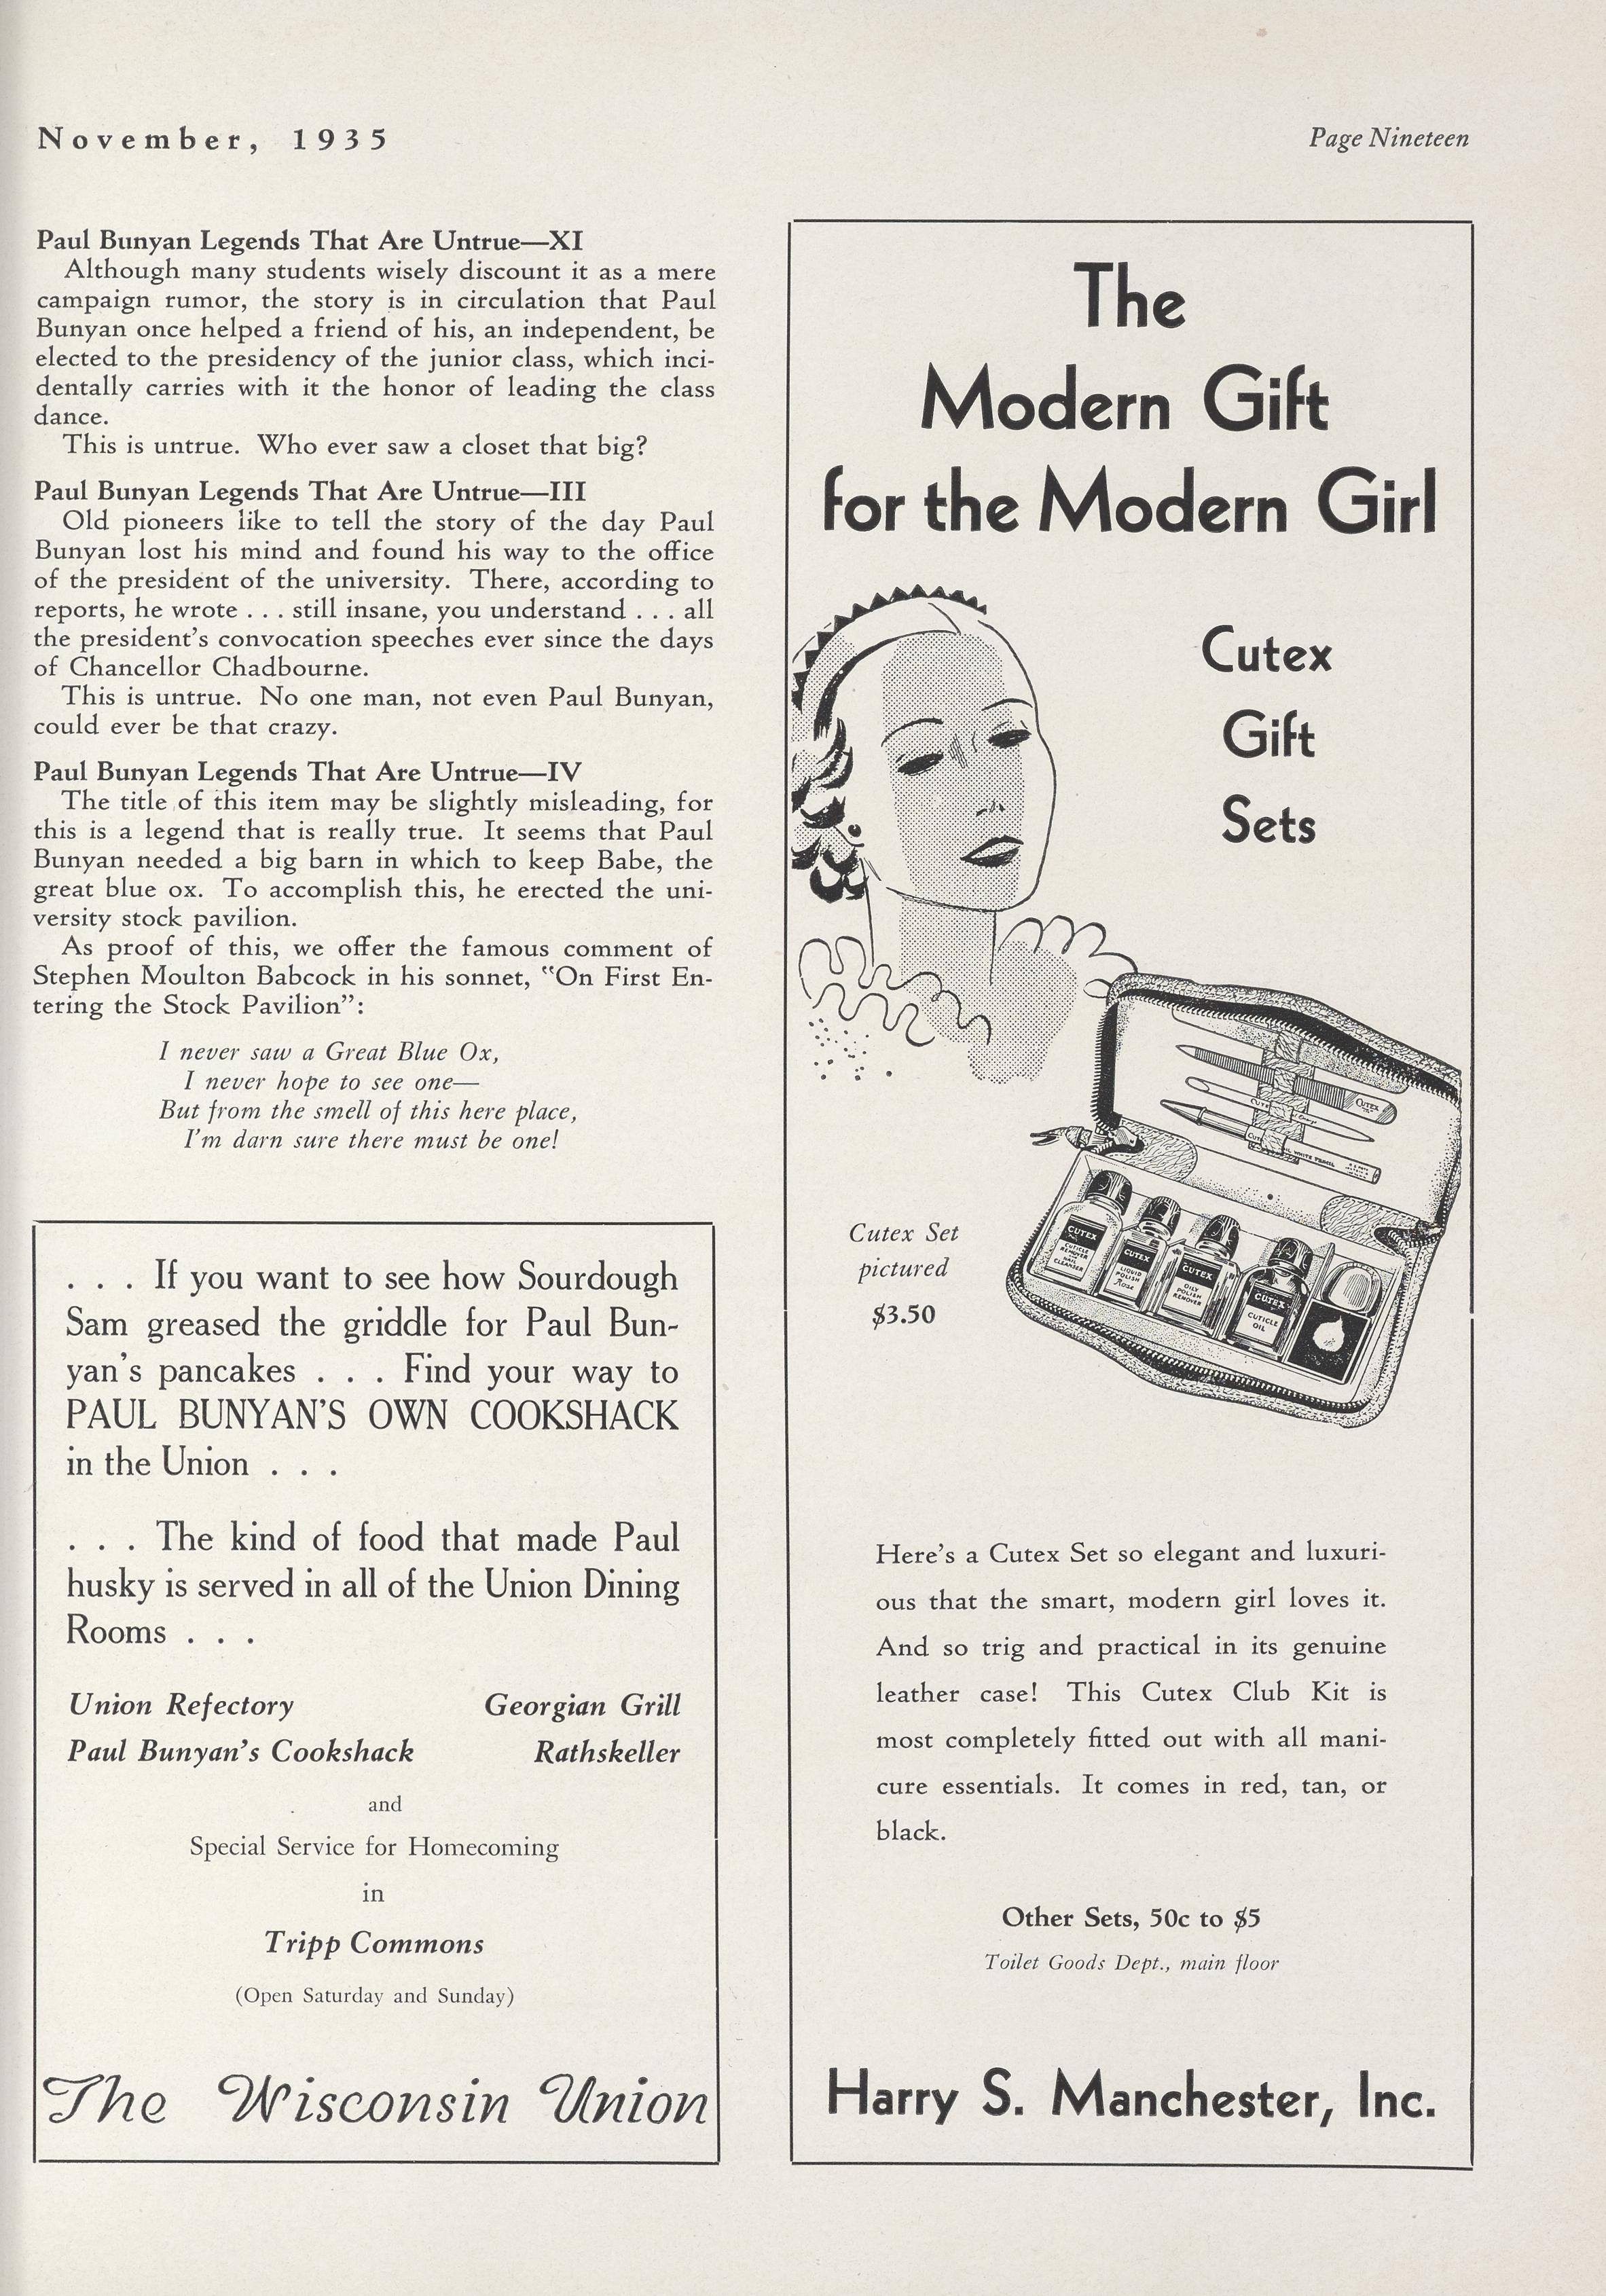 November, 1935
Page Nineteen
Paul Bunyan Legends That Are Untrue—XI
Although many students wisely discount it as a mere
campaign rumor, the story is in circulation that Paul
Bunyan once helped a friend of his, an independent, be
elected to the presidency of the junior class, which inci-
dentally carries with it the honor of leading the class
dance.
This is untrue. Who ever saw a closet that big?
Paul Bunyan Legends That Are Untrue—III
Old pioneers like to tell the story of the day Paul
Bunyan lost his mind and found his way to the office
of the president of the university. There, according to
reports, he wrote . . . still insane, you understand . . . all
the president's convocation speeches ever since the days
of Chancellor Chadbourne.
This is untrue. No one man, not even Paul Bunyan,
could ever be that crazy.
Paul Bunyan Legends That Are Untrue—IV
The title of this item may be slightly misleading, for
this is a legend that is really true. It seems that Paul
Bunyan needed a big barn in which to keep Babe, the
great blue ox. To accomplish this, he erected the uni-
versity stock pavilion.
As proof of this, we offer the famous comment of
Stephen Moulton Babcock in his sonnet, "On First En-
tering the Stock Pavilion":
I never saw a Great Blue Ox,
I never hope to see one—
But from the smell of this here place,
I'm darn sure there must be one!
. . . If you want to see how Sourdough
Sam greased the griddle for Paul Bun-
yan's pancakes . . . Find your way to
PAUL BUNYAN'S OWN COOKSHACK
in the Union . . .
. . . The kind of food that made Paul
husky is served in all of the Union Dining
Rooms . . .
Union Refectory Georgian Grill
Paul Bunyan's Cookshack Rathskeller
and
Special Service for Homecoming
in
Tripp Commons
(Open Saturday and Sunday)
The Wisconsin Union
The
Modern Gift
for the Modern Girl
Cutex
Gift
Sets
CUTEX
WHITE PENCIL
CUTEX
CUTICLE
REMOVER
NAIL
CLEANSER
CUTEX
LIQUID
POLISH
Rose
CUTEX
OILY
POLISH
REMOVER
CUTEX
CUTICLE
OIL
Cutex Set
pictured
$3.50
Here's a Cutex Set so elegant and luxuri-
ous that the smart, modern girl loves it.
And so trig and practical in its genuine
leather case! This Cutex Club Kit is
most completely fitted out with all mani-
cure essentials. It comes in red, tan, or
black.
Other Sets, 50c to $5
Toilet Goods Dept., main floor
Harry S. Manchester, Inc.